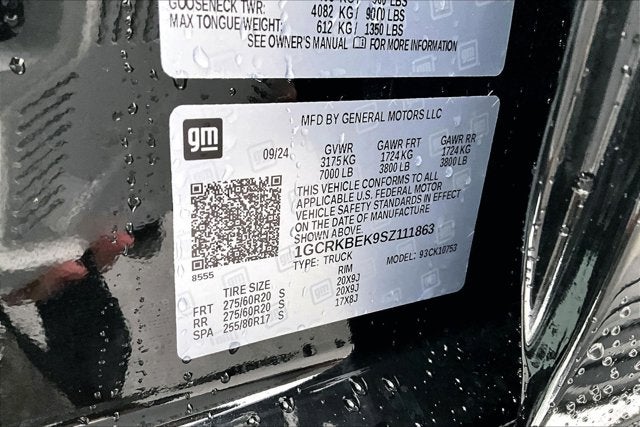 GOOSENECK TWR: 4082 KG / 9000 LBS
MAX TONGUE WEIGHT: 612 KG / 1350 LBS
SEE OWNER'S MANUAL FOR MORE INFORMATION
gm
MFD BY GENERAL MOTORS LLC
09/24 GVWR GAWR FRT GAWR RR
3175 KG 1724 KG 1724 KG
7000 LB 3800 LB 3800 LB
THIS VEHICLE CONFORMS TO ALL
APPLICABLE U.S. FEDERAL MOTOR
VEHICLE SAFETY STANDARDS IN EFFECT
ON THE DATE OF MANUFACTURE
SHOWN ABOVE.
1GCRKBEK9SZ111863
8555 TYPE: TRUCK MODEL: 93CK10753
TIRE SIZE RIM
FRT 275/60R20 S 20X9J
RR 275/60R20 S 20X9J
SPA 255/80R17 S 17X8J